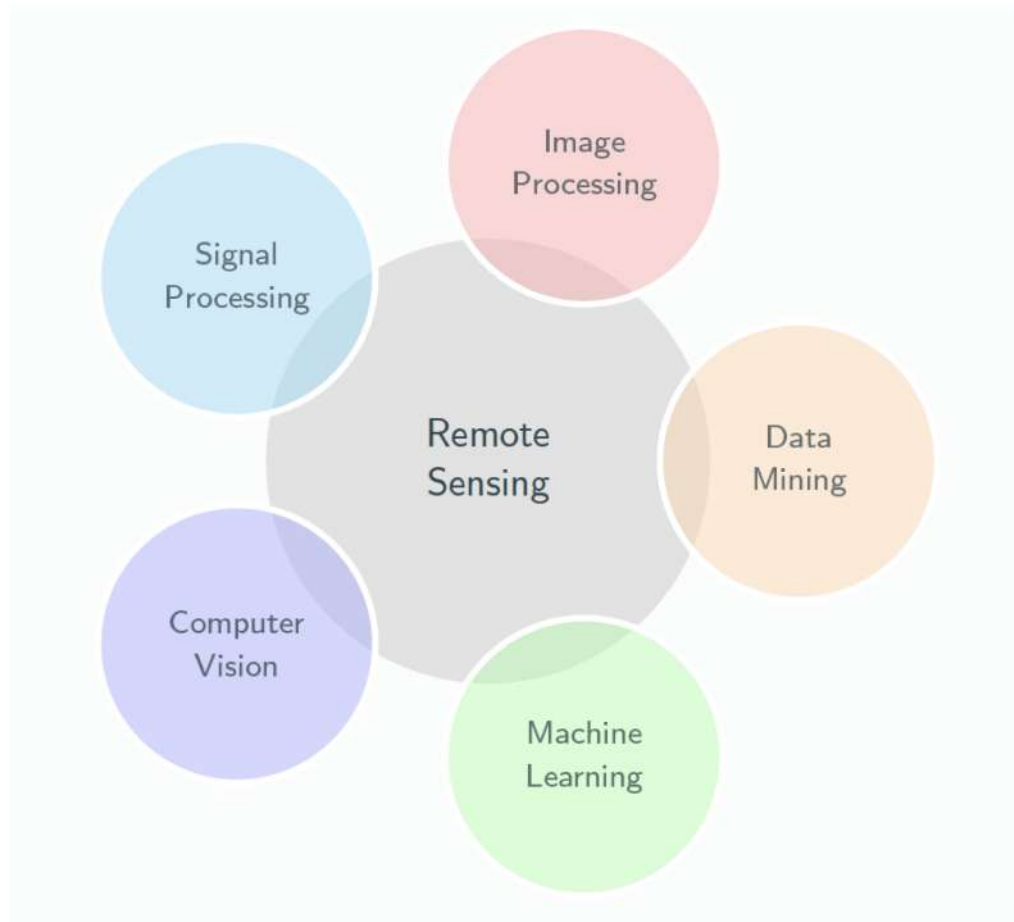 Image
Processing
Signal
Processing
Remote
Sensing
Data
Mining
Computer
Vision
Machine
Learning